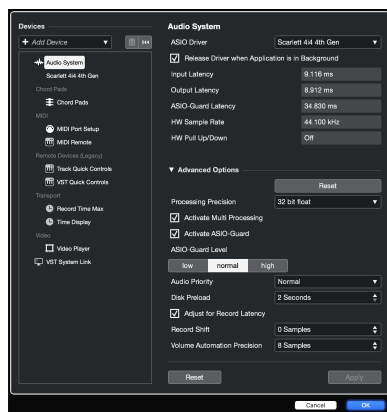 Devices
Add Device
Audio System
Scarlett 4i4 4th Gen
Chord Pads
Chord Pads
MIDI
MIDI Port Setup
MIDI Remote
Remote Devices (Legacy)
Track Quick Controls
VST Quick Controls
Transport
Record Time Max
Time Display
Video
Video Player
VST System Link
Audio System
ASIO Driver
Scarlett 4i4 4th Gen
Release Driver when Application is in Background
Input Latency
9.116 ms
Output Latency
8.912 ms
ASIO-Guard Latency
34.830 ms
HW Sample Rate
44.100 kHz
HW Pull Up/Down
Off
Advanced Options
Reset
Processing Precision
32 bit float
Activate Multi Processing
Activate ASIO-Guard
ASIO-Guard Level
low normal high
Audio Priority
Normal
Disk Preload
2 Seconds
Adjust for Record Latency
Record Shift
0 Samples
Volume Automation Precision
8 Samples
Reset
Apply
Cancel
OK